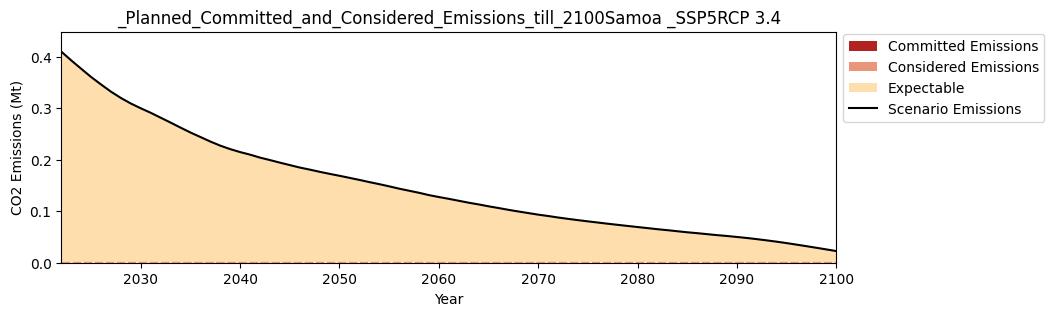 _Planned_Committed_and_Considered_Emissions_till_2100Samoa _SSP5RCP 3.4
CO2 Emissions (Mt)
0.4
0.3
0.2
0.1
0.0
2030 2040 2050 2060 2070 2080 2090 2100
Year
Committed Emissions
Considered Emissions
Expectable
Scenario Emissions